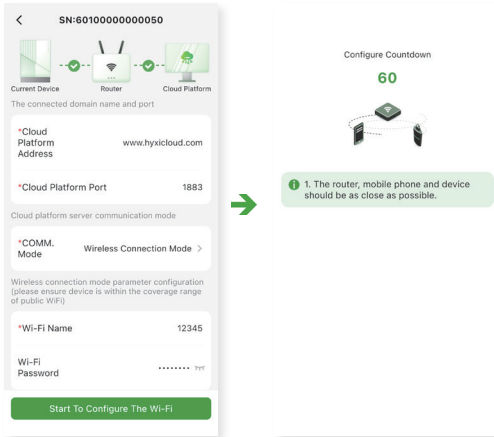 SN:60100000000050
Current Device
Router
Cloud Platform
The connected domain name and port
*Cloud
Platform
Address
www.hyxicloud.com
*Cloud Platform Port
1883
Cloud platform server communication mode
*COMM.
Mode
Wireless Connection Mode >
Wireless connection mode parameter configuration
(please ensure device is within the coverage range
of public WiFi)
*Wi-Fi Name
12345
Wi-Fi
Password
••••••••
Start To Configure The Wi-Fi
Configure Countdown
60
1. The router, mobile phone and device
should be as close as possible.